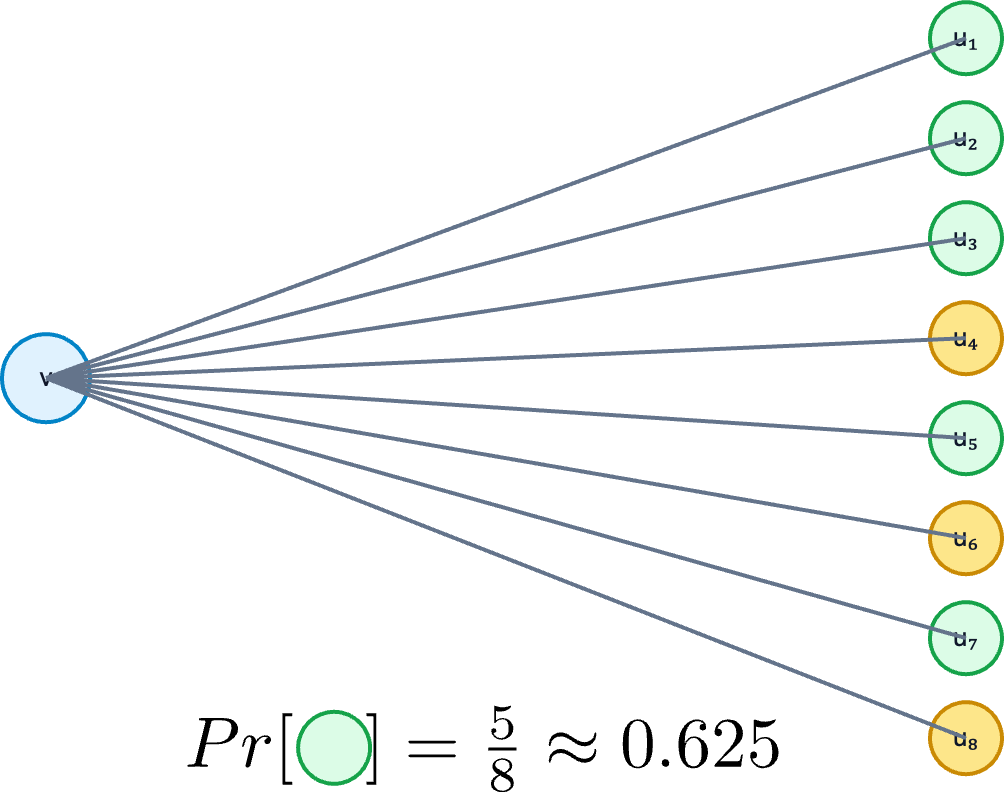 u₁
u₂
u₃
u₄
v
u₅
u₆
u₇
u₈
Pr[ ] = 5/8 ≈ 0.625